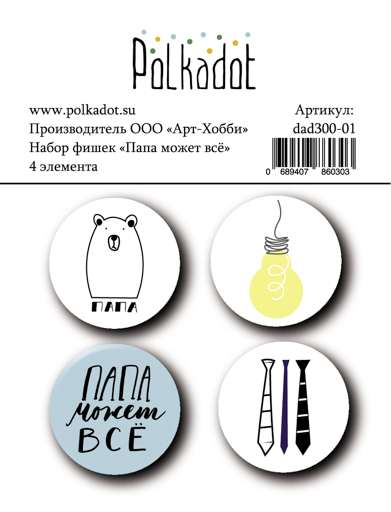 Polkadot
www.polkadot.su
Артикул:
Производитель ООО «Арт-Хобби»
dad300-01
Набор фишек «Папа может всё»
4 элемента
0 689407 860303
ПАПА
ПАПА
может
ВСЁ